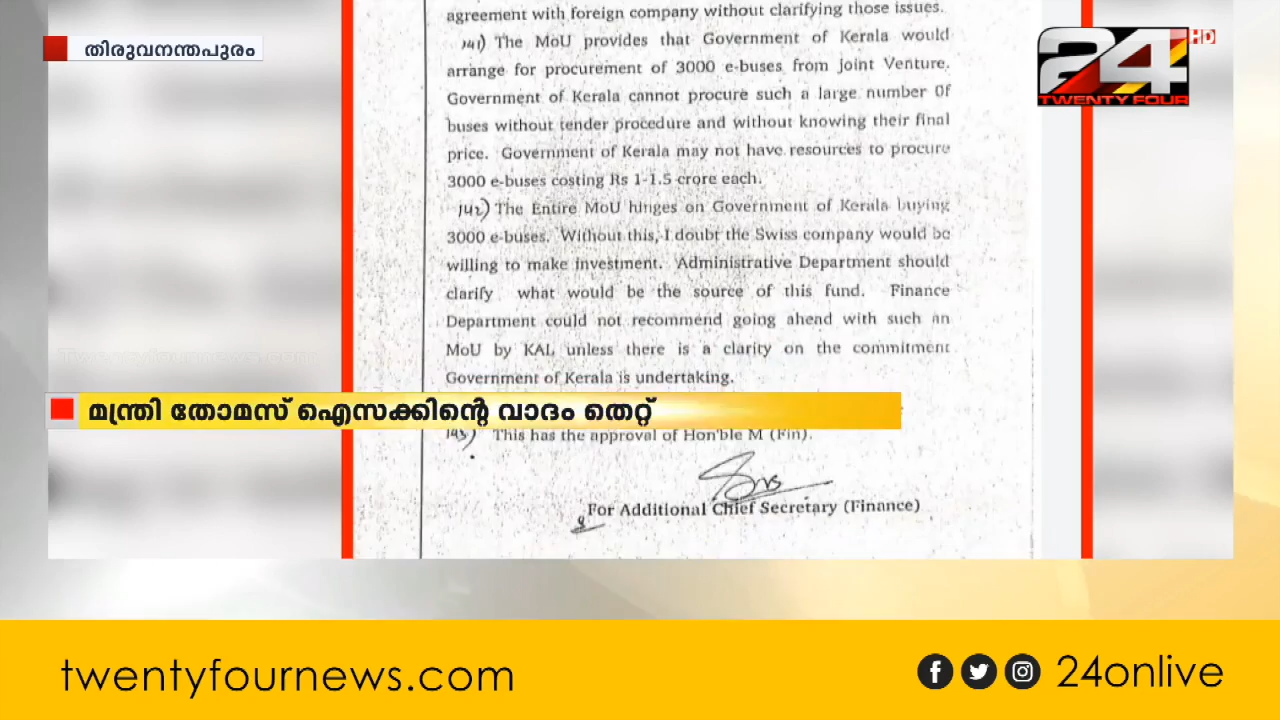 agreement with foreign company without clarifying those issues.
തിരുവനന്തപുരം
24
HD
TWENTY FOUR
141) The MoU provides that Government of Kerala would
arrange for procurement of 3000 e-buses from Joint Venture.
Government of Kerala cannot procure such a large number 0f
buses without tender procedure and without knowing their final
price. Government of Kerala may not have resources to procure
3000 e-buses costing Rs 1-1.5 crore each.
142) The Entire MoU hinges on Government of Kerala buying
3000 e-buses. Without this, I doubt the Swiss company would be
willing to make investment. Administrative Department should
clarify what would be the source of this fund. Finance
Department could not recommend going ahead with such an
MoU by KAL unless there is a clarity on the commitment
Government of Kerala is undertaking.
Twentyfournews.com
മന്ത്രി തോമസ് ഐസക്കിന്റെ വാദം തെറ്റ്
143) This has the approval of Hon'ble M (Fin).
For Additional Chief Secretary (Finance)
twentyfournews.com
24onlive